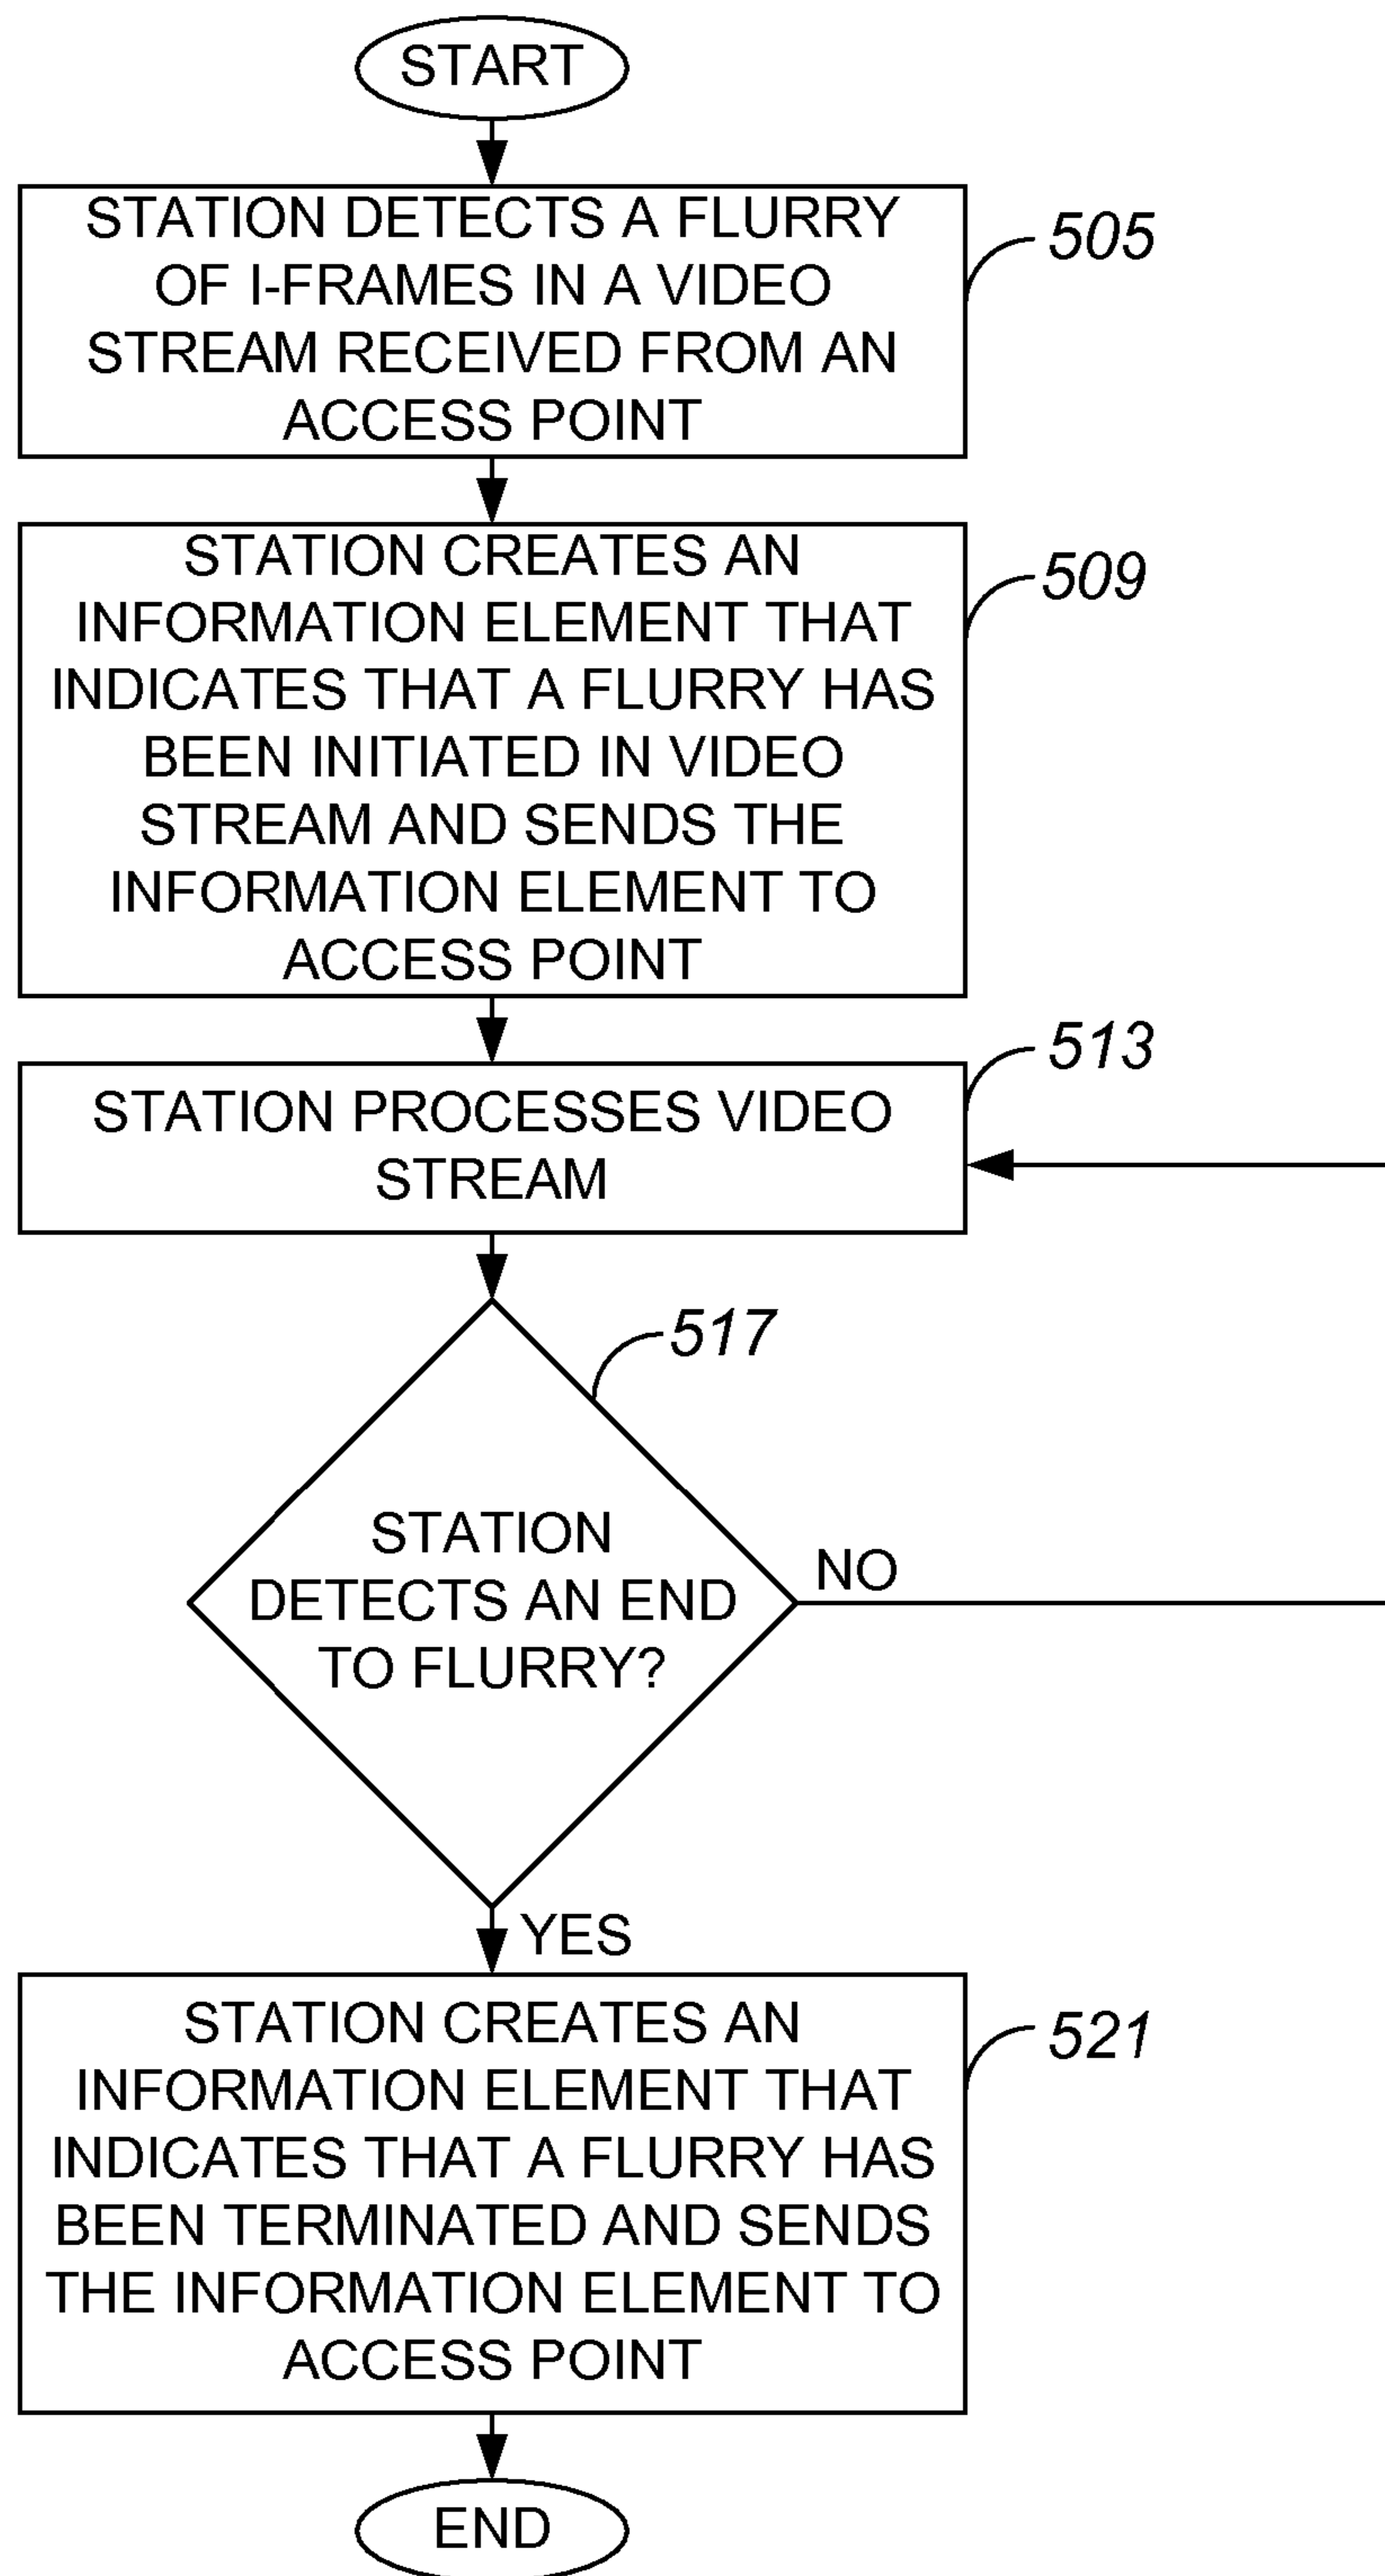 START
STATION DETECTS A FLURRY
OF I-FRAMES IN A VIDEO
STREAM RECEIVED FROM AN
ACCESS POINT
505
STATION CREATES AN
INFORMATION ELEMENT THAT
INDICATES THAT A FLURRY HAS
BEEN INITIATED IN VIDEO
STREAM AND SENDS THE
INFORMATION ELEMENT TO
ACCESS POINT
509
STATION PROCESSES VIDEO
STREAM
513
STATION
DETECTS AN END
TO FLURRY?
517
NO
YES
STATION CREATES AN
INFORMATION ELEMENT THAT
INDICATES THAT A FLURRY HAS
BEEN TERMINATED AND SENDS
THE INFORMATION ELEMENT TO
ACCESS POINT
521
END